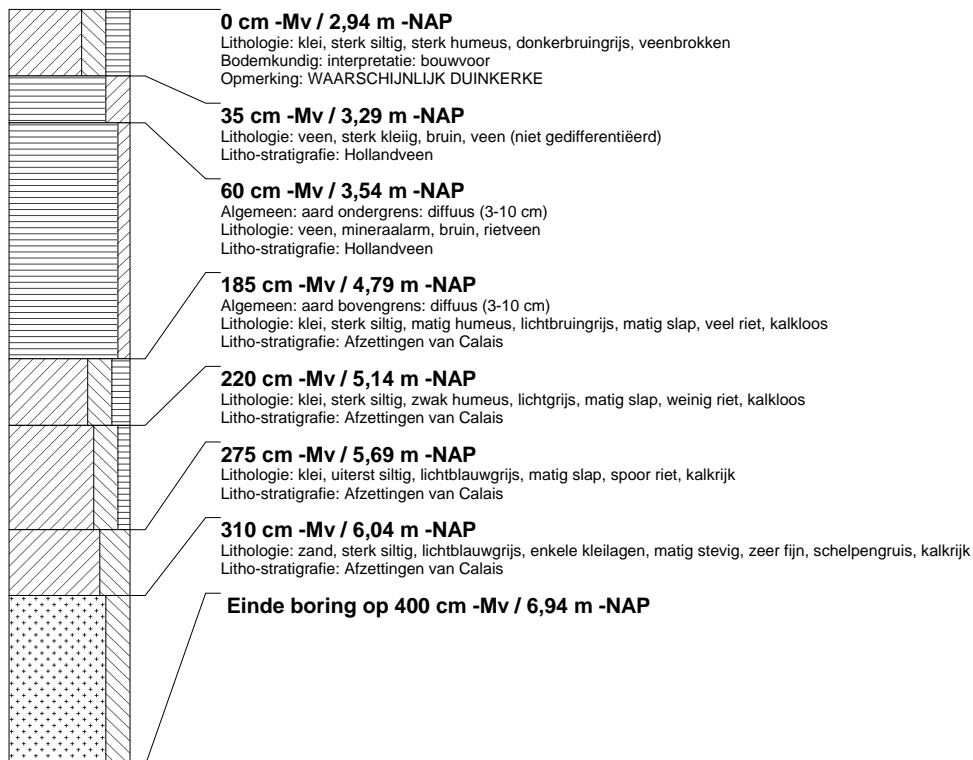 0 cm -Mv / 2,94 m -NAP
Lithologie: klei, sterk siltig, sterk humeus, donkerbruingrijs, veenbrokken
Bodemkundig: interpretatie: bouwvoor
Opmerking: WAARSCHIJNLIJK DUINKERKE
35 cm -Mv / 3,29 m -NAP
Lithologie: veen, sterk kleiig, bruin, veen (niet gedifferentiëerd)
Litho-stratigrafie: Hollandveen
60 cm -Mv / 3,54 m -NAP
Algemeen: aard ondergrens: diffuus (3-10 cm)
Lithologie: veen, mineraalarm, bruin, rietveen
Litho-stratigrafie: Hollandveen
185 cm -Mv / 4,79 m -NAP
Algemeen: aard bovengrens: diffuus (3-10 cm)
Lithologie: klei, sterk siltig, matig humeus, lichtbruingrijs, matig slap, veel riet, kalkloos
Litho-stratigrafie: Afzettingen van Calais
220 cm -Mv / 5,14 m -NAP
Lithologie: klei, sterk siltig, zwak humeus, lichtgrijs, matig slap, weinig riet, kalkloos
Litho-stratigrafie: Afzettingen van Calais
275 cm -Mv / 5,69 m -NAP
Lithologie: klei, uiterst siltig, lichtblauwgrijs, matig slap, spoor riet, kalkrijk
Litho-stratigrafie: Afzettingen van Calais
310 cm -Mv / 6,04 m -NAP
Lithologie: zand, sterk siltig, lichtblauwgrijs, enkele kleilagen, matig stevig, zeer fijn, schelpengruis, kalkrijk
Litho-stratigrafie: Afzettingen van Calais
Einde boring op 400 cm -Mv / 6,94 m -NAP